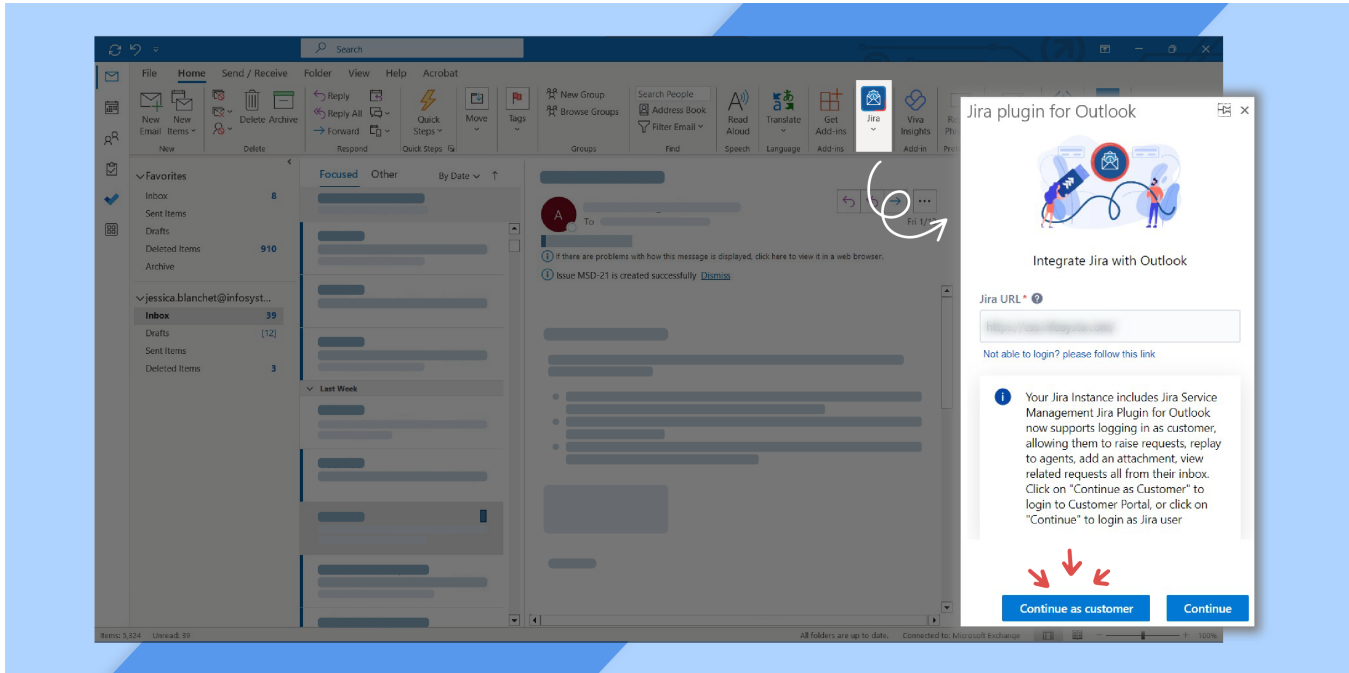 Search
File Home Send / Receive Folder View Help Acrobat
New Email
New Items
Delete Archive
Reply
Reply All
Forward
Quick Steps
Move
Tags
New Group
Browse Groups
Search People
Address Book
Filter Email
Read Aloud
Translate
Get Add-ins
Jira
Viva Insights
New Delete Respond Quick Steps Groups Find Speech Language Add-ins Add-in
Favorites
Inbox 8
Sent Items
Drafts
Deleted Items 910
Archive
jessica.blanchet@infosyst...
Inbox 39
Drafts [12]
Sent Items
Deleted Items 3
Focused Other By Date
Last Week
A
To
If there are problems with how this message is displayed, click here to view it in a web browser.
Issue MSD-21 is created successfully Dismiss
Jira plugin for Outlook
Integrate Jira with Outlook
Jira URL*
Not able to login? please follow this link
Your Jira Instance includes Jira Service
Management Jira Plugin for Outlook
now supports logging in as customer,
allowing them to raise requests, replay
to agents, add an attachment, view
related requests all from their inbox.
Click on "Continue as Customer" to
login to Customer Portal, or click on
"Continue" to login as Jira user
Continue as customer
Continue
Items: 5,324 Unread: 39
All folders are up to date. Connected to: Microsoft Exchange 100%